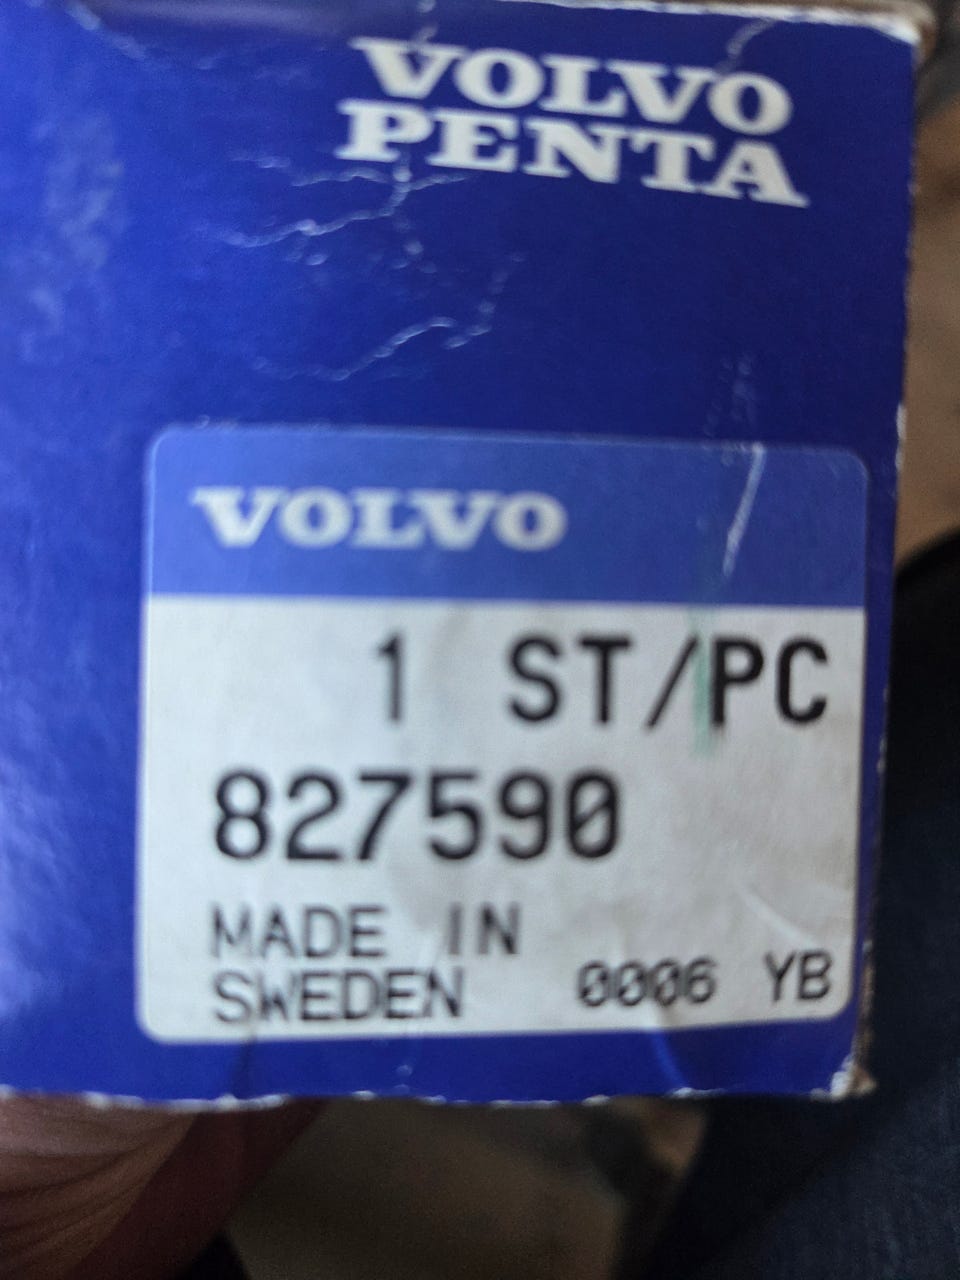 VOLVO
PENTA
VOLVO
1 ST/PC
827590
MADE IN
SWEDEN 0006 YB